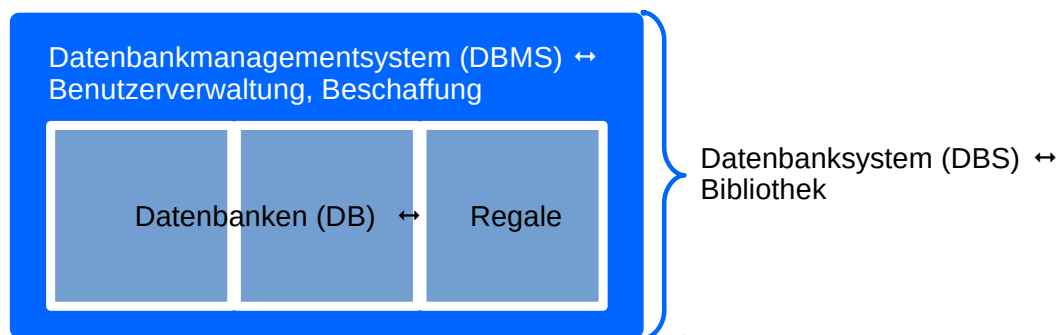 Datenbankmanagementsystem (DBMS) ↔
Benutzerverwaltung, Beschaffung
Datenbanksystem (DBS) ↔
Bibliothek
Datenbanken (DB) ↔ Regale